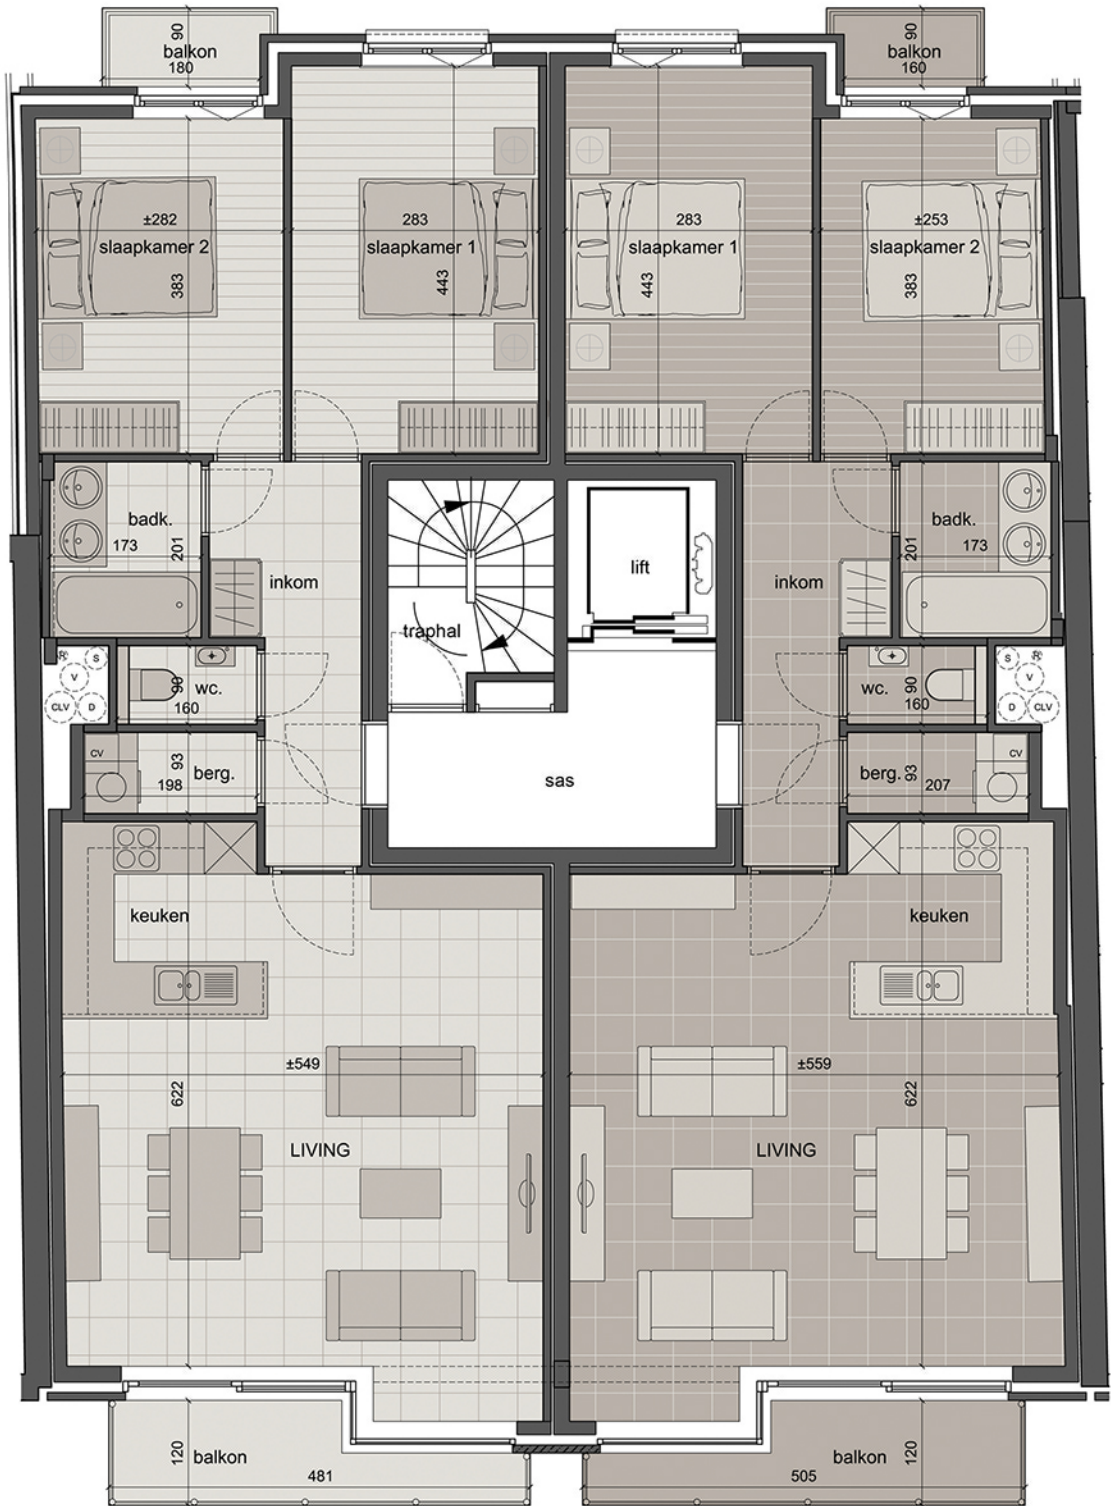 90
balkon
180
90
balkon
160
±282
slaapkamer 2
383
283
slaapkamer 1
443
283
slaapkamer 1
443
±253
slaapkamer 2
383
badk.
173
201
inkom
traphal
lift
inkom
badk.
201
173
R
S
V
CLV
D
90
wc.
160
wc.
90
160
S
R
V
D
CLV
CV
93
198
berg.
sas
berg.
93
207
CV
keuken
keuken
±549
622
LIVING
±559
622
LIVING
120
balkon
481
balkon
120
505